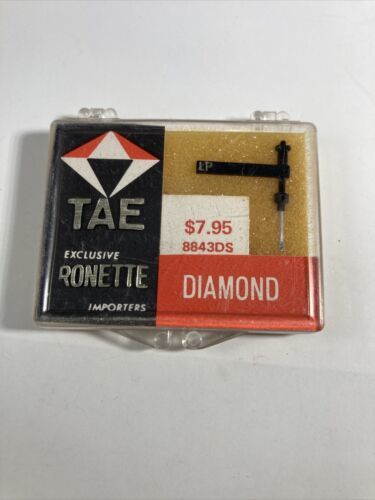 TAE
EXCLUSIVE
RONETTE
IMPORTERS
LP
$7.95
8843DS
DIAMOND